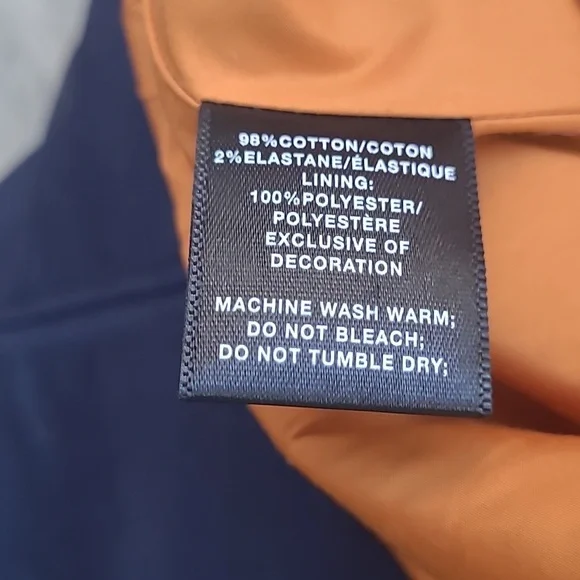 98%COTTON/COTON
2%ELASTANE/ÉLASTIQUE
LINING:
100%POLYESTER/
POLYESTÈRE
EXCLUSIVE OF
DECORATION
MACHINE WASH WARM;
DO NOT BLEACH;
DO NOT TUMBLE DRY;